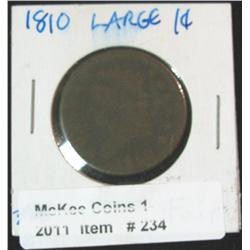 1810 LARGE 1¢
McKee Coins 1
2011 Item # 234